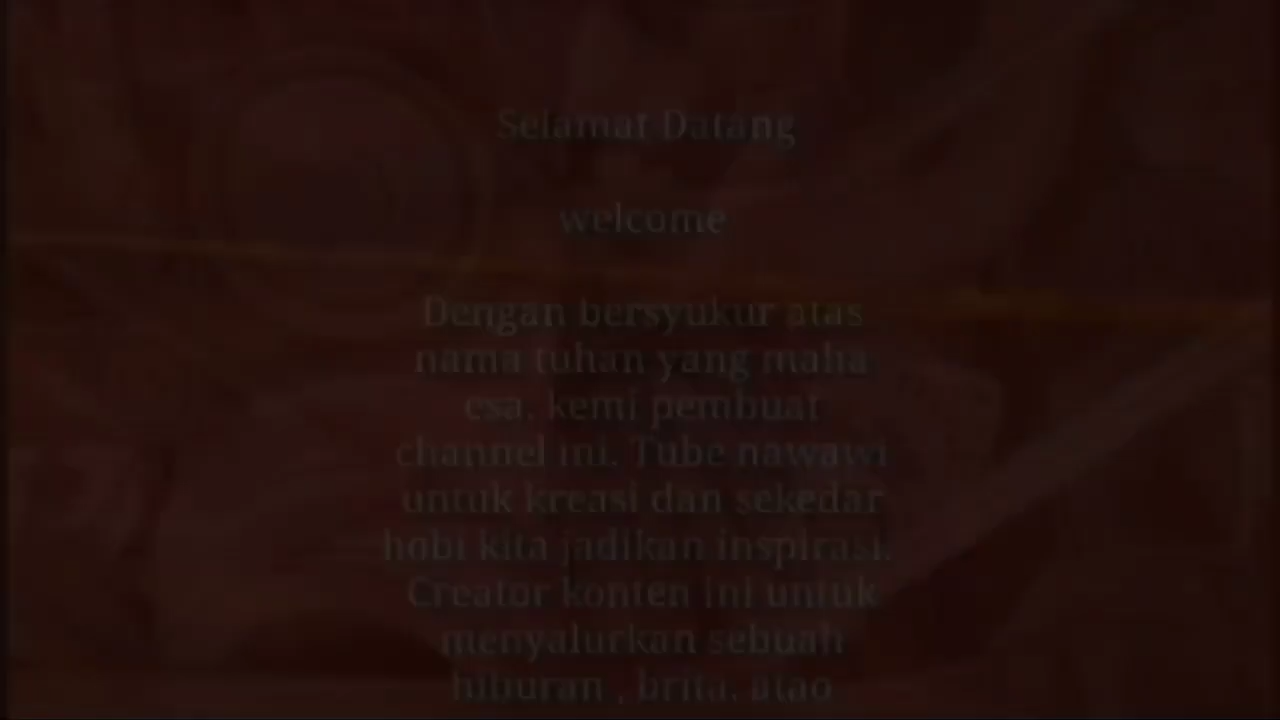 Selamat Datang
welcome
Dengan bersyukur atas
nama tuhan yang maha
esa. kemi pembuat
channel ini. Tube nawawi
untuk kreasi dan sekedar
hobi kita jadikan inspirasi.
Creator konten ini untuk
menyalurkan sebuah
hiburan , brita. atao